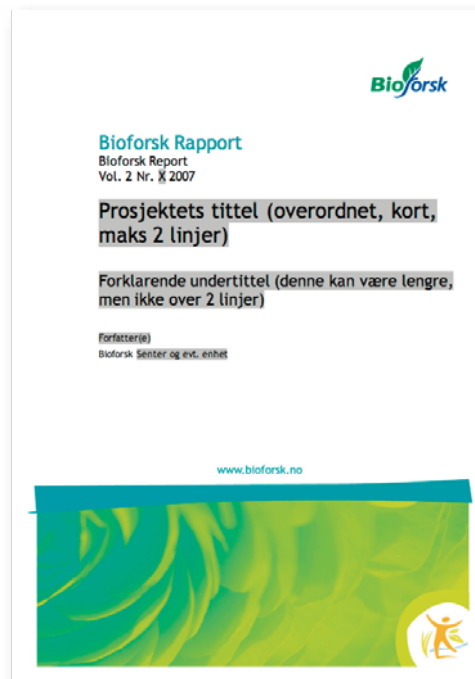 Bioforsk
Bioforsk Rapport
Bioforsk Report
Vol. 2 Nr. X 2007
Prosjektets tittel (overordnet, kort,
maks 2 linjer)
Forklarende undertittel (denne kan være lengre,
men ikke over 2 linjer)
Forfatter(e)
Bioforsk Senter og evt. enhet
www.bioforsk.no